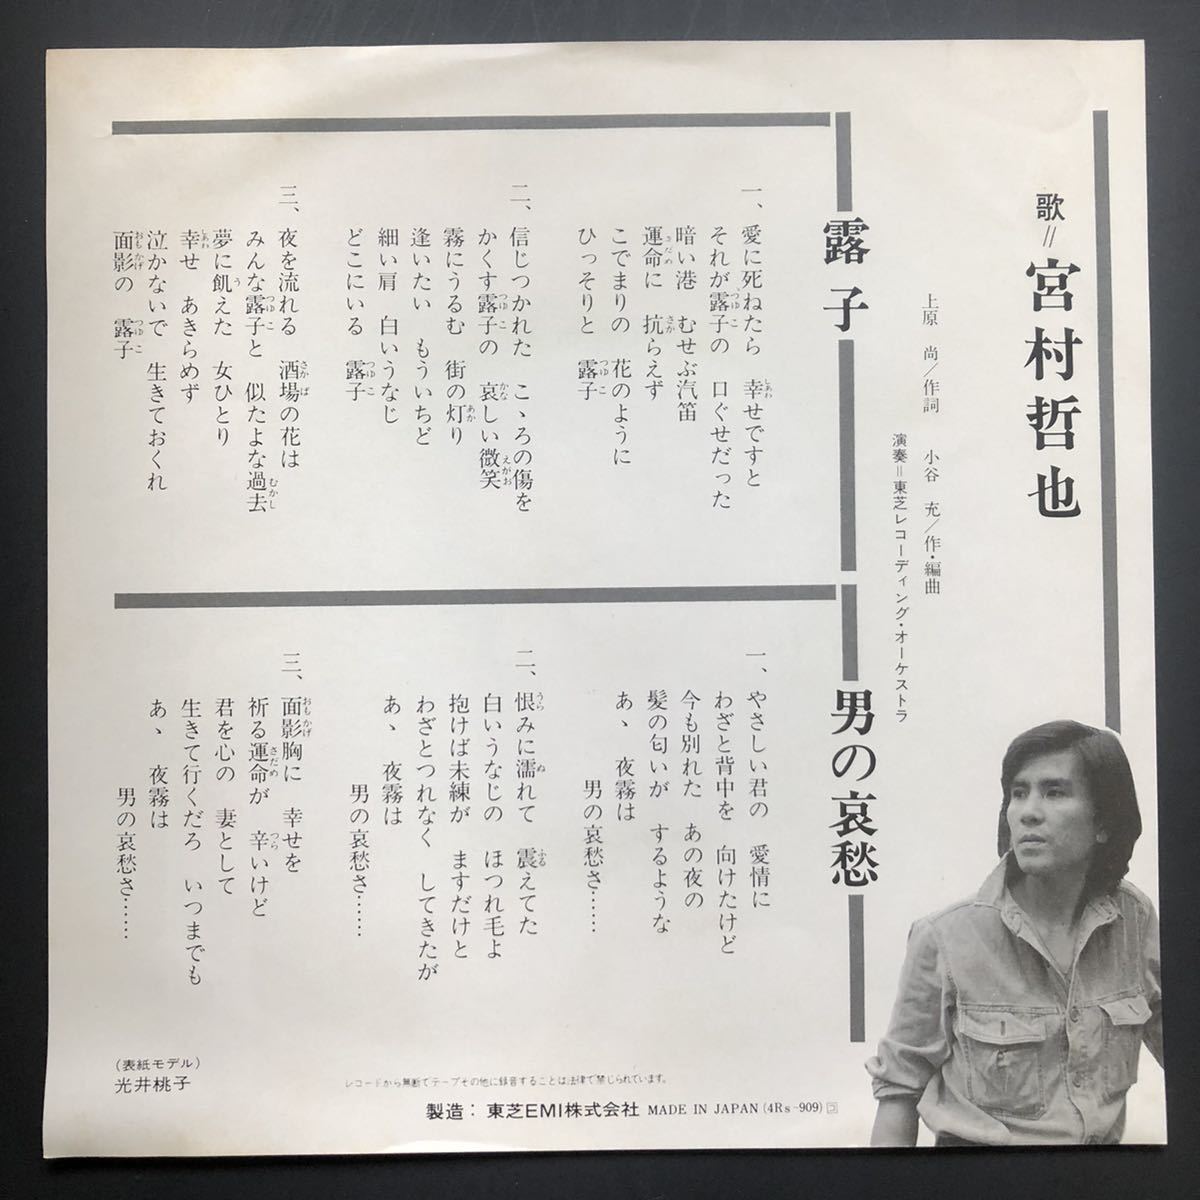 歌＝宮村哲也
上原　尚／作詞　小谷　充／作・編曲
演奏＝東芝レコーディング・オーケストラ
露子
一、愛に死ねたら　幸せですと
それが露子の　口ぐせだった
暗い港　むせぶ汽笛
運命に　抗らえず
こでまりの　花のように
ひっそりと　露子
二、信じつかれた　こゝろの傷を
かくす露子の　哀しい微笑
霧にうるむ　街の灯り
逢いたい　もういちど
細い肩　白いうなじ
どこにいる　露子
三、夜を流れる　酒場の花は
みんな露子と　似たよな過去
夢に飢えた　女ひとり
幸せ　あきらめず
泣かないで　生きておくれ
面影の　露子
男の哀愁
一、やさしい君の　愛情に
わざと背中を　向けたけど
今も別れた　あの夜の
髪の匂いが　するような
あゝ　夜霧は
男の哀愁さ……
二、恨みに濡れて　震えてた
白いうなじの　ほつれ毛よ
抱けば未練が　ますだけと
わざとつれなく　してきたが
あゝ　夜霧は
男の哀愁さ……
三、面影胸に　幸せを
祈る運命が　辛いけど
君を心の　妻として
生きて行くだろ　いつまでも
あゝ　夜霧は
男の哀愁さ……
（表紙モデル）
光井桃子
レコードから無断でテープその他に録音することは法律で禁じられています。
製造：東芝EMI株式会社 MADE IN JAPAN (4Rs-909) コ